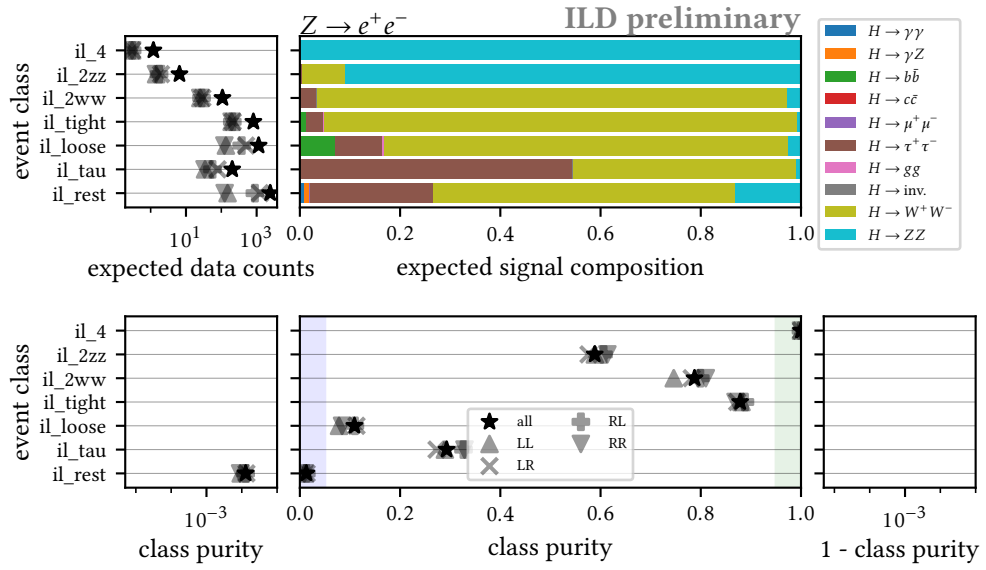 Z → e⁺e⁻
ILD preliminary
event class
il_4
il_2zz
il_2ww
il_tight
il_loose
il_tau
il_rest
10¹ 10³
expected data counts
0.0 0.2 0.4 0.6 0.8 1.0
expected signal composition
H → γγ
H → γZ
H → bb̄
H → cc̄
H → μ⁺μ⁻
H → τ⁺τ⁻
H → gg
H → inv.
H → W⁺W⁻
H → ZZ
event class
il_4
il_2zz
il_2ww
il_tight
il_loose
il_tau
il_rest
10⁻³
class purity
all
LL
LR
RL
RR
0.0 0.2 0.4 0.6 0.8 1.0
class purity
10⁻³
1 - class purity